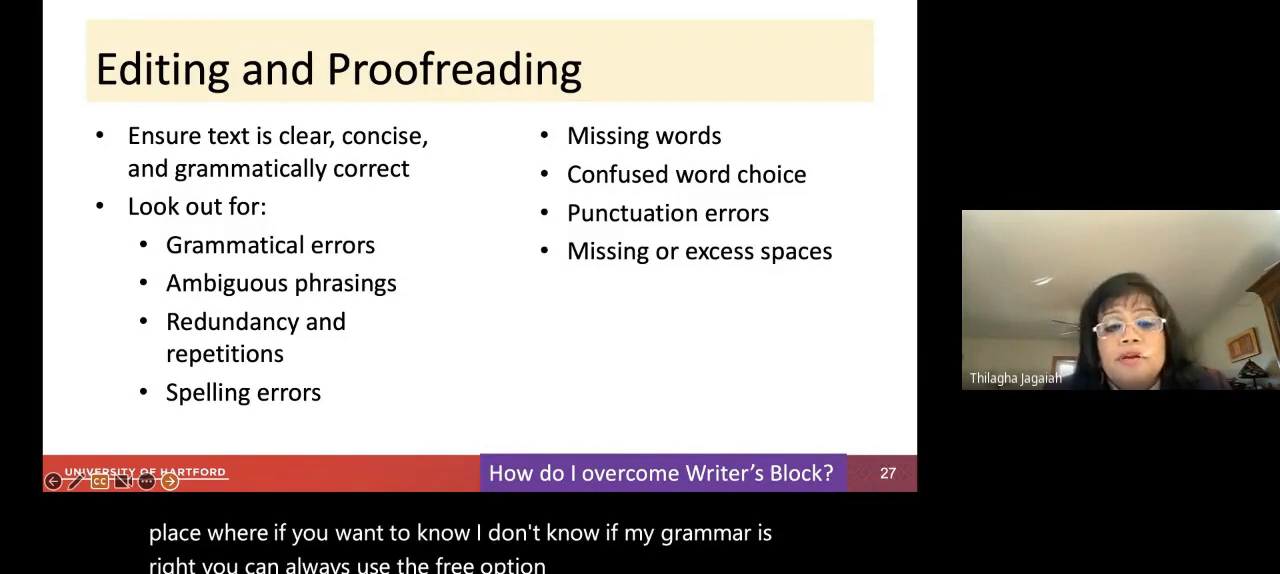 Editing and Proofreading
• Ensure text is clear, concise,
and grammatically correct
• Look out for:
• Grammatical errors
• Ambiguous phrasings
• Redundancy and
repetitions
• Spelling errors
• Missing words
• Confused word choice
• Punctuation errors
• Missing or excess spaces
Thilagha Jagaiah
UNIVERSITY OF HARTFORD
CC
How do I overcome Writer's Block?
27
place where if you want to know I don't know if my grammar is
right you can always use the free option